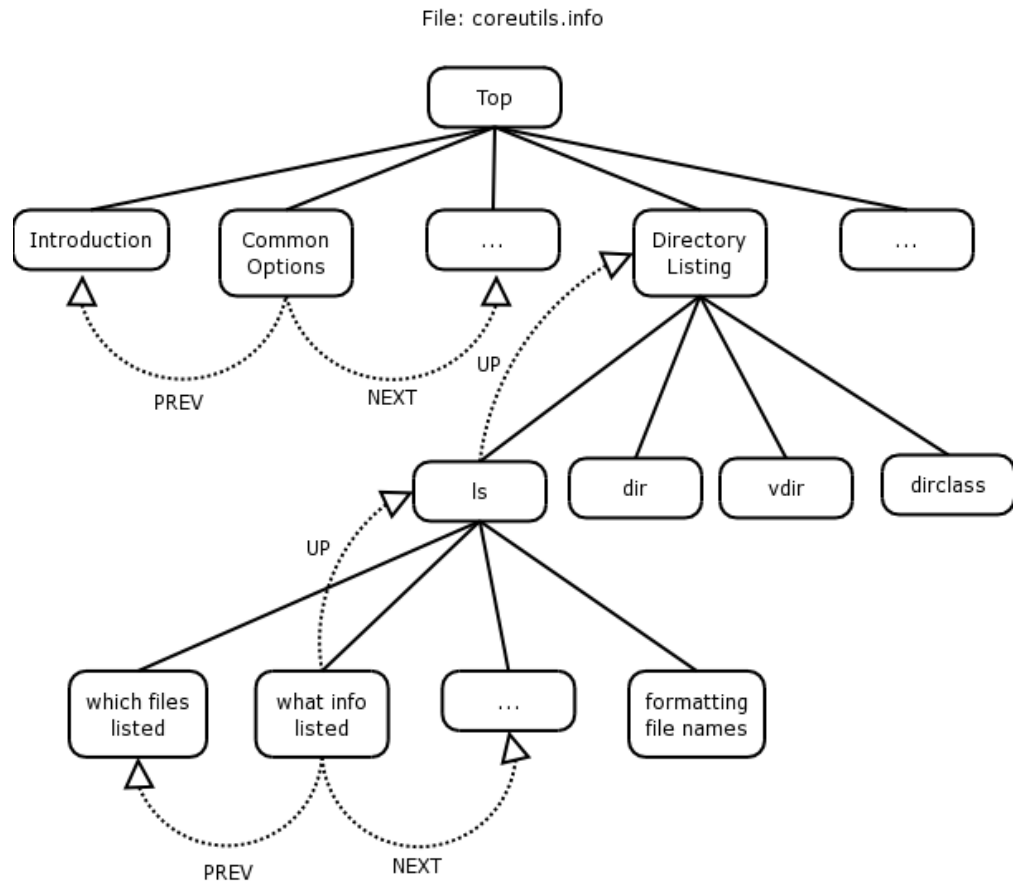 File: coreutils.info
Top
Introduction
Common
Options
...
Directory
Listing
...
UP
PREV
NEXT
ls
dir
vdir
dirclass
UP
which files
listed
what info
listed
...
formatting
file names
PREV
NEXT